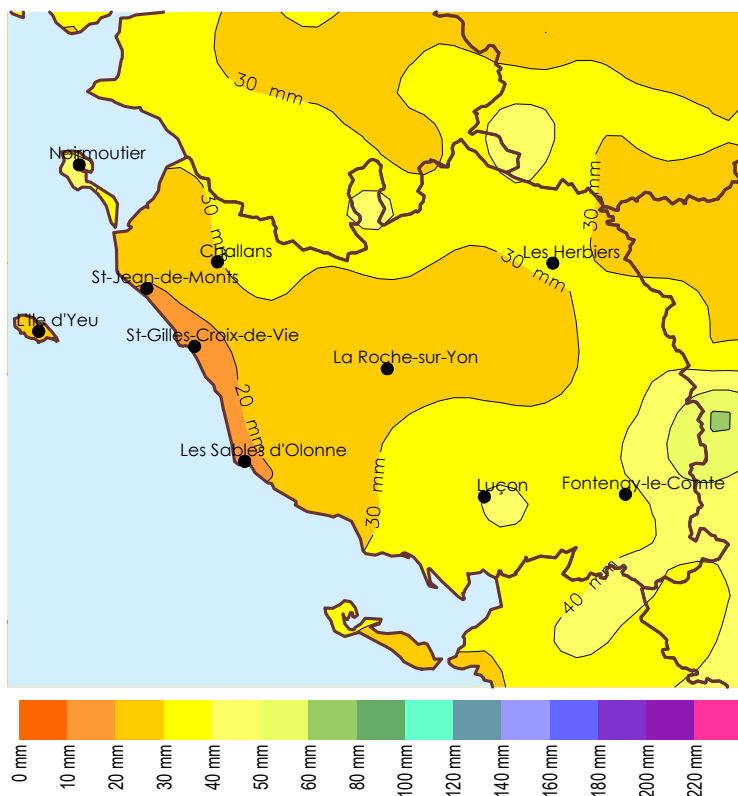 30 mm
Noirmoutier
30 mm
30 mm
Challans
Les Herbiers
30 mm
St-Jean-de-Monts
L'Ile d'Yeu
St-Gilles-Croix-de-Vie
La Roche-sur-Yon
20 mm
Les Sables d'Olonne
Luçon
Fontenay-le-Comte
30 mm
40 mm
0 mm
10 mm
20 mm
30 mm
40 mm
50 mm
60 mm
80 mm
100 mm
120 mm
140 mm
160 mm
180 mm
200 mm
220 mm